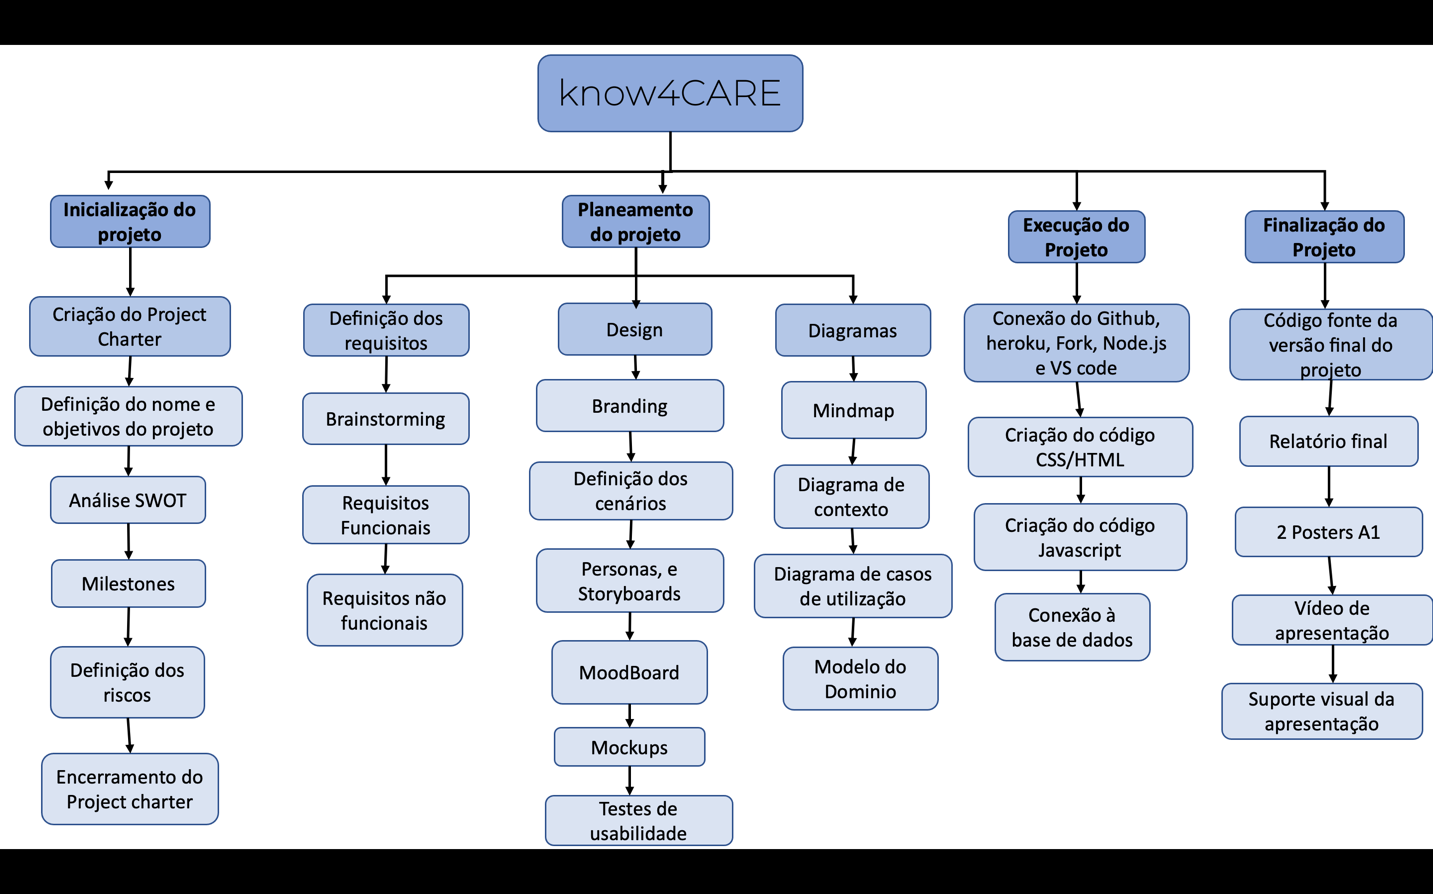 know4CARE
Inicialização do
projeto
Criação do Project
Charter
Definição do nome e
objetivos do projeto
Análise SWOT
Milestones
Definição dos
riscos
Encerramento do
Project charter
Planeamento
do projeto
Definição dos
requisitos
Brainstorming
Requisitos
Funcionais
Requisitos não
funcionais
Design
Branding
Definição dos
cenários
Personas, e
Storyboards
MoodBoard
Mockups
Testes de
usabilidade
Diagramas
Mindmap
Diagrama de
contexto
Diagrama de casos
de utilização
Modelo do
Dominio
Execução do
Projeto
Conexão do Github,
heroku, Fork, Node.js
e VS code
Criação do código
CSS/HTML
Criação do código
Javascript
Conexão à
base de dados
Finalização do
Projeto
Código fonte da
versão final do
projeto
Relatório final
2 Posters A1
Vídeo de
apresentação
Suporte visual da
apresentação